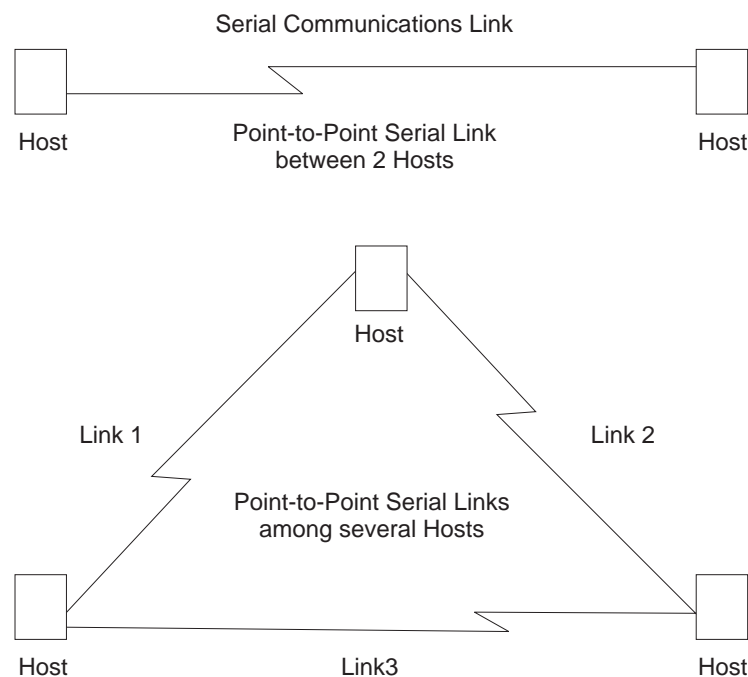 Serial Communications Link
Host
Point-to-Point Serial Link
between 2 Hosts
Host
Host
Link 1
Link 2
Point-to-Point Serial Links
among several Hosts
Host
Link3
Host